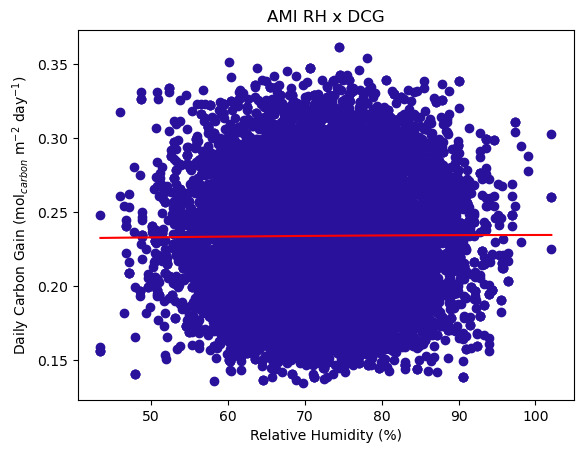 AMI RH x DCG
Daily Carbon Gain (mol_carbon m⁻² day⁻¹)
0.35
0.30
0.25
0.20
0.15
50 60 70 80 90 100
Relative Humidity (%)